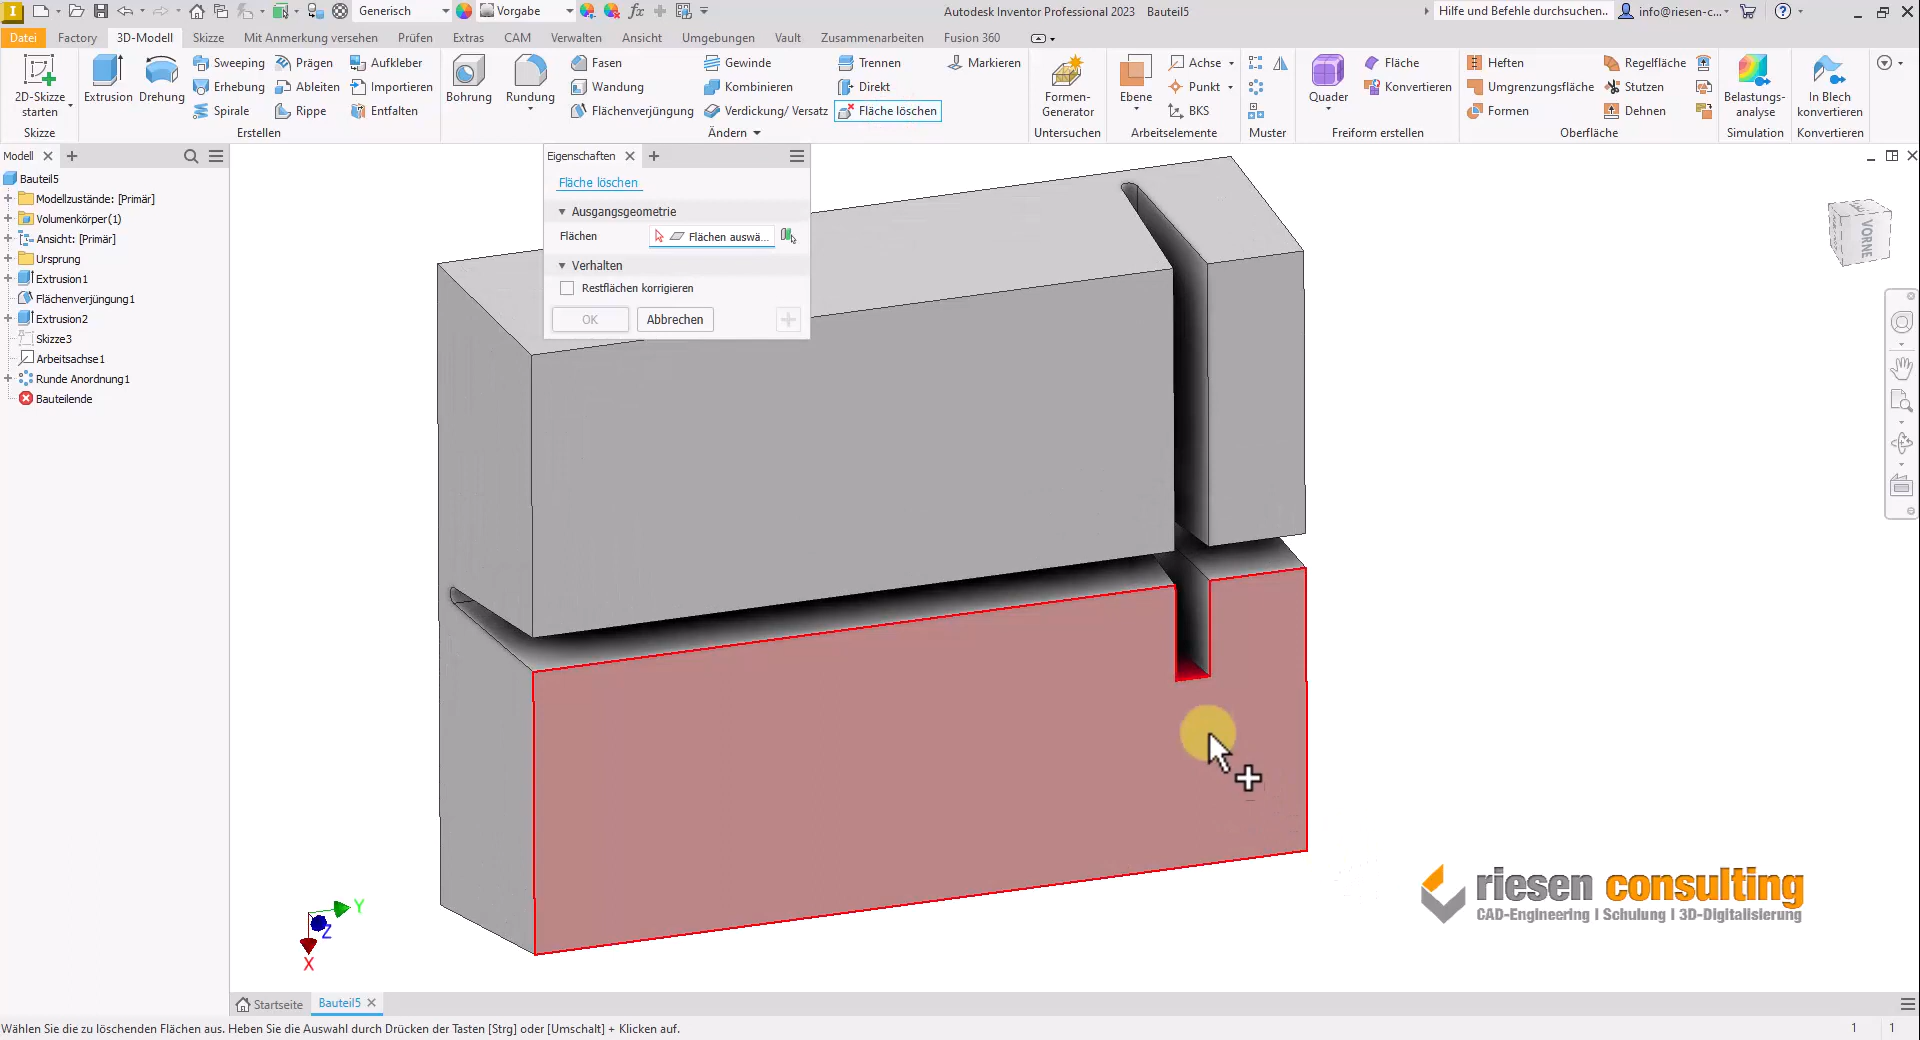 Generisch
Vorgabe
Autodesk Inventor Professional 2023 Bauteil5
Hilfe und Befehle durchsuchen..
info@riesen-c...
Datei Factory 3D-Modell Skizze Mit Anmerkung versehen Prüfen Extras CAM Verwalten Ansicht Umgebungen Vault Zusammenarbeiten Fusion 360
2D-Skizze starten
Skizze
Extrusion
Drehung
Sweeping
Erhebung
Spirale
Prägen
Ableiten
Rippe
Aufkleber
Importieren
Entfalten
Erstellen
Bohrung
Rundung
Fasen
Wandung
Flächenverjüngung
Gewinde
Kombinieren
Verdickung/ Versatz
Trennen
Direkt
Fläche löschen
Markieren
Ändern
Formen-
Generator
Untersuchen
Ebene
Achse
Punkt
BKS
Arbeitselemente
Muster
Quader
Fläche
Konvertieren
Freiform erstellen
Heften
Umgrenzungsfläche
Formen
Regelfläche
Stutzen
Dehnen
Oberfläche
Belastungs-
analyse
Simulation
In Blech
konvertieren
Konvertieren
Modell
Bauteil5
Modellzustände: [Primär]
Volumenkörper(1)
Ansicht: [Primär]
Ursprung
Extrusion1
Flächenverjüngung1
Extrusion2
Skizze3
Arbeitsachse1
Runde Anordnung1
Bauteilende
Eigenschaften
Fläche löschen
Ausgangsgeometrie
Flächen Flächen auswä...
Verhalten
Restflächen korrigieren
OK Abbrechen
VORNE
Y
Z
X
riesen consulting
CAD-Engineering | Schulung | 3D-Digitalisierung
Startseite Bauteil5
Wählen Sie die zu löschenden Flächen aus. Heben Sie die Auswahl durch Drücken der Tasten [Strg] oder [Umschalt] + Klicken auf.
1 1